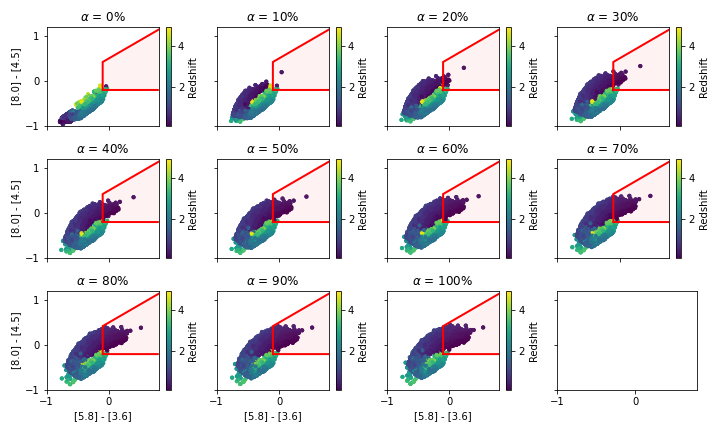 α = 0%
α = 10%
α = 20%
α = 30%
[8.0] - [4.5]
1
0
−1
4
2
Redshift
4
2
Redshift
4
2
Redshift
4
2
Redshift
0
0
0
0
α = 40%
α = 50%
α = 60%
α = 70%
[8.0] - [4.5]
1
0
−1
4
2
Redshift
4
2
Redshift
4
2
Redshift
4
2
Redshift
α = 80%
α = 90%
α = 100%
[8.0] - [4.5]
1
0
−1
4
2
Redshift
4
2
Redshift
4
2
Redshift
−1 0
−1 0
−1 0
−1 0
[5.8] - [3.6]
[5.8] - [3.6]
[5.8] - [3.6]